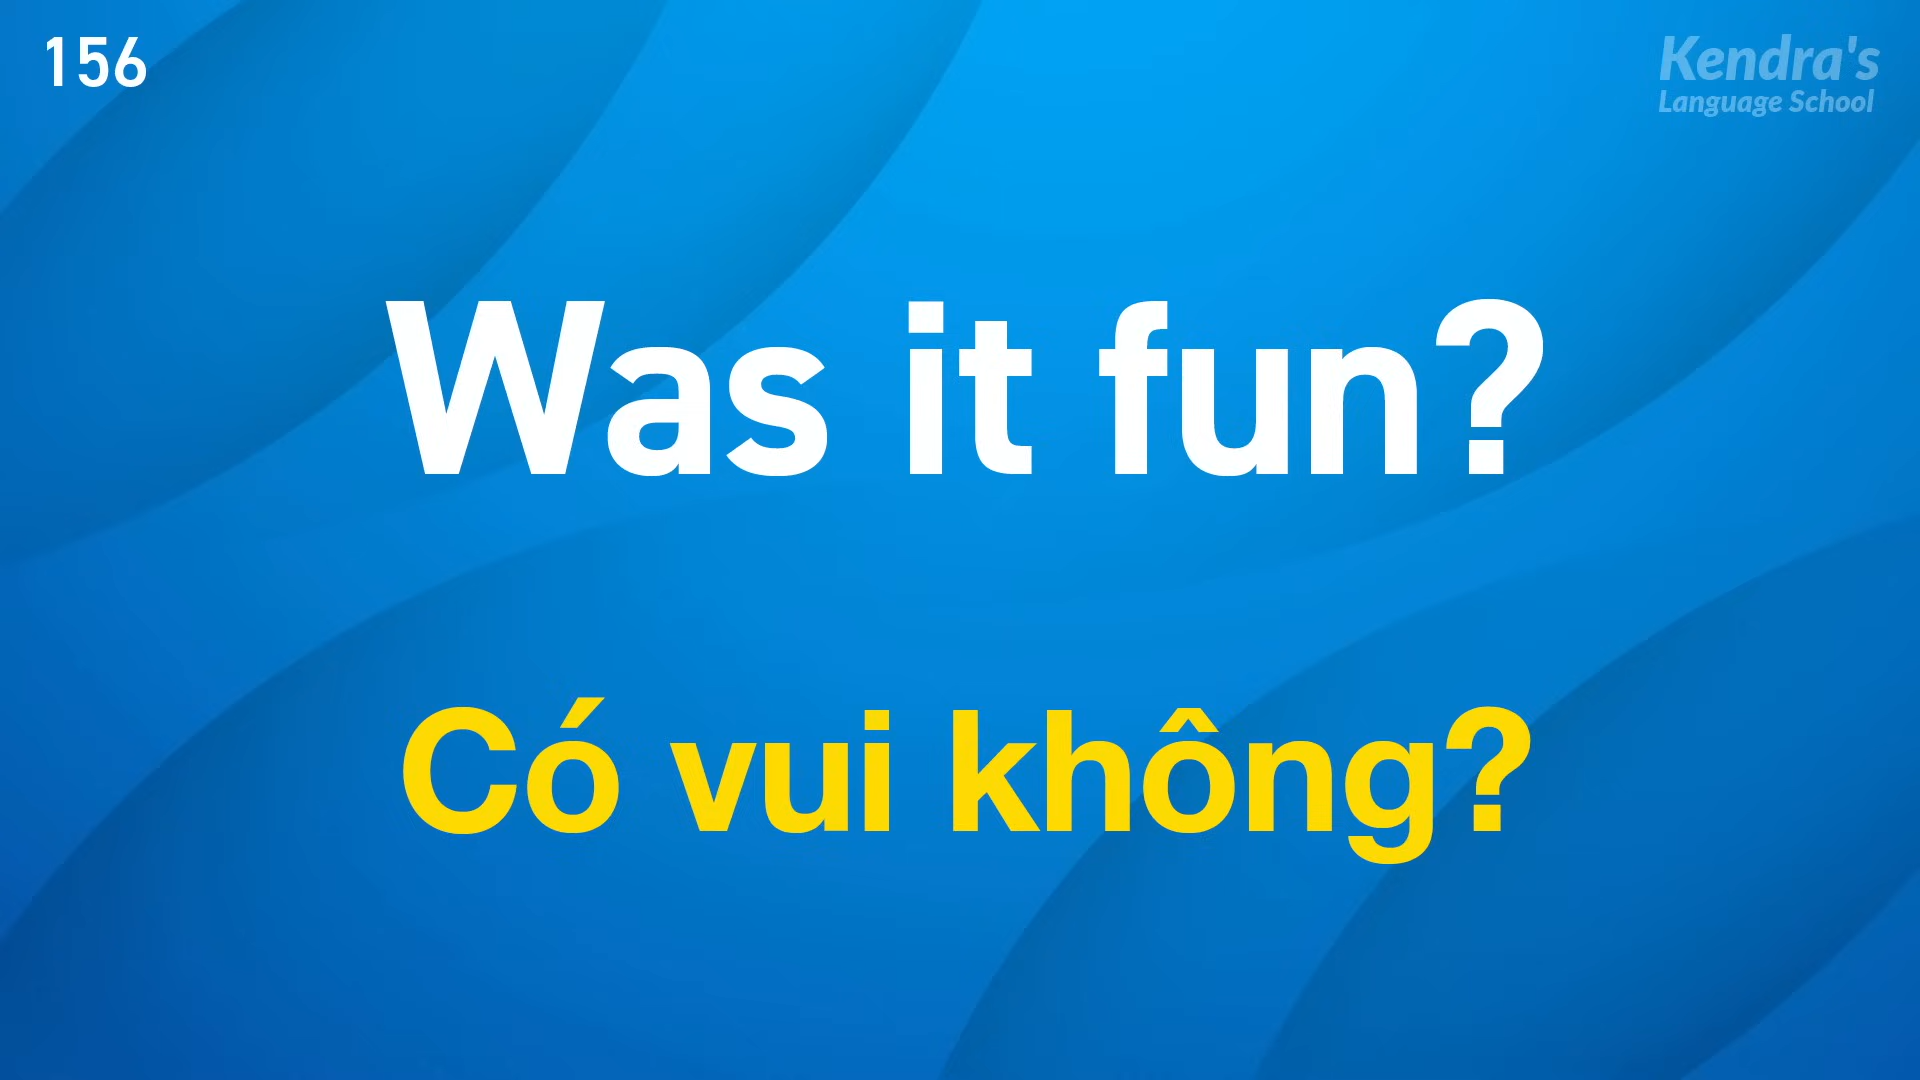 156
Kendra's
Language School
Was it fun?
Có vui không?